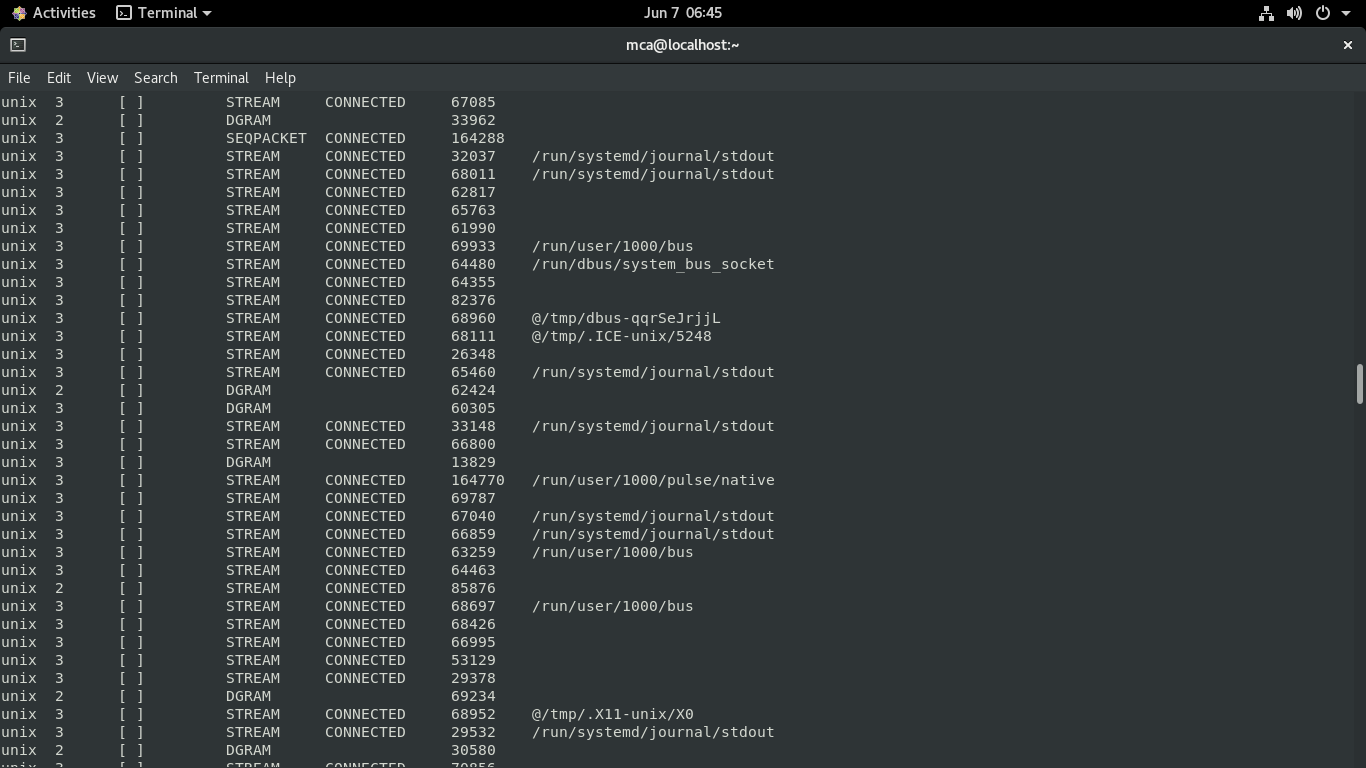 Activities Terminal Jun 7 06:45
mca@localhost:~ ×
File Edit View Search Terminal Help
unix 3 [ ] STREAM CONNECTED 67085
unix 2 [ ] DGRAM 33962
unix 3 [ ] SEQPACKET CONNECTED 164288
unix 3 [ ] STREAM CONNECTED 32037 /run/systemd/journal/stdout
unix 3 [ ] STREAM CONNECTED 68011 /run/systemd/journal/stdout
unix 3 [ ] STREAM CONNECTED 62817
unix 3 [ ] STREAM CONNECTED 65763
unix 3 [ ] STREAM CONNECTED 61990
unix 3 [ ] STREAM CONNECTED 69933 /run/user/1000/bus
unix 3 [ ] STREAM CONNECTED 64480 /run/dbus/system_bus_socket
unix 3 [ ] STREAM CONNECTED 64355
unix 3 [ ] STREAM CONNECTED 82376
unix 3 [ ] STREAM CONNECTED 68960 @/tmp/dbus-qqrSeJrjjL
unix 3 [ ] STREAM CONNECTED 68111 @/tmp/.ICE-unix/5248
unix 3 [ ] STREAM CONNECTED 26348
unix 3 [ ] STREAM CONNECTED 65460 /run/systemd/journal/stdout
unix 2 [ ] DGRAM 62424
unix 3 [ ] DGRAM 60305
unix 3 [ ] STREAM CONNECTED 33148 /run/systemd/journal/stdout
unix 3 [ ] STREAM CONNECTED 66800
unix 3 [ ] DGRAM 13829
unix 3 [ ] STREAM CONNECTED 164770 /run/user/1000/pulse/native
unix 3 [ ] STREAM CONNECTED 69787
unix 3 [ ] STREAM CONNECTED 67040 /run/systemd/journal/stdout
unix 3 [ ] STREAM CONNECTED 66859 /run/systemd/journal/stdout
unix 3 [ ] STREAM CONNECTED 63259 /run/user/1000/bus
unix 3 [ ] STREAM CONNECTED 64463
unix 2 [ ] STREAM CONNECTED 85876
unix 3 [ ] STREAM CONNECTED 68697 /run/user/1000/bus
unix 3 [ ] STREAM CONNECTED 68426
unix 3 [ ] STREAM CONNECTED 66995
unix 3 [ ] STREAM CONNECTED 53129
unix 3 [ ] STREAM CONNECTED 29378
unix 2 [ ] DGRAM 69234
unix 3 [ ] STREAM CONNECTED 68952 @/tmp/.X11-unix/X0
unix 3 [ ] STREAM CONNECTED 29532 /run/systemd/journal/stdout
unix 2 [ ] DGRAM 30580
unix 3 [ ] STREAM CONNECTED